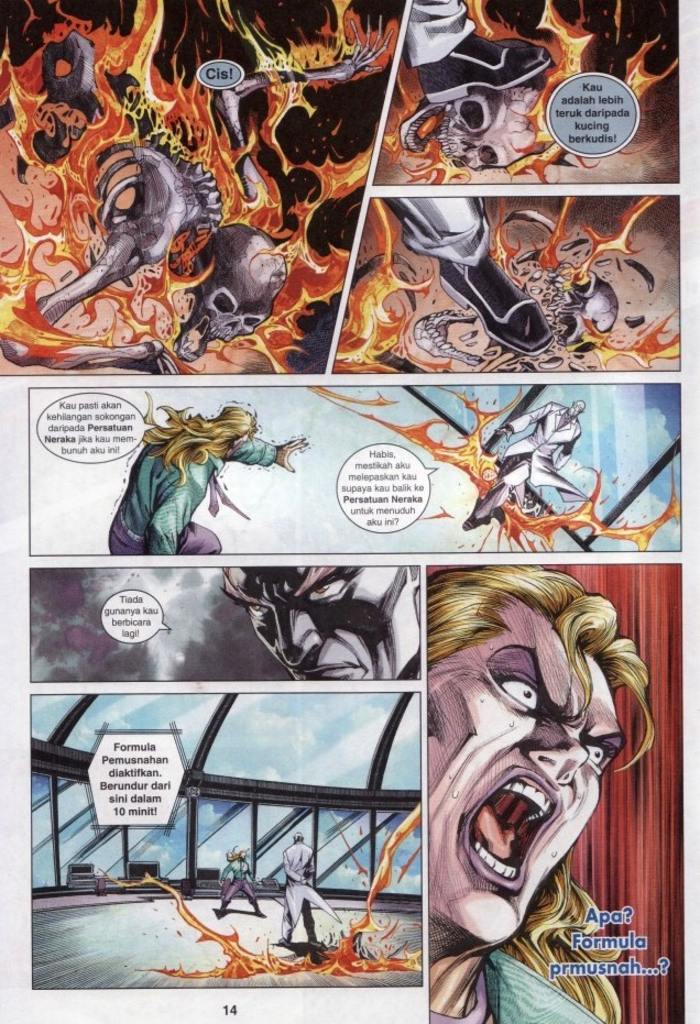 Cis!
Kau
adalah lebih
teruk daripada
kucing
berkudis!
Kau pasti akan
kehilangan sokongan
daripada Persatuan
Neraka jika kau mem-
bunuh aku ini!
Habis,
mestikah aku
melepaskan kau
supaya kau balik ke
Persatuan Neraka
untuk menuduh
aku ini?
Tiada
gunanya kau
berbicara
lagi!
Formula
Pemusnahan
diaktifkan.
Berundur dari
sini dalam
10 minit!
Apa?
Formula
prmusnah...?
14